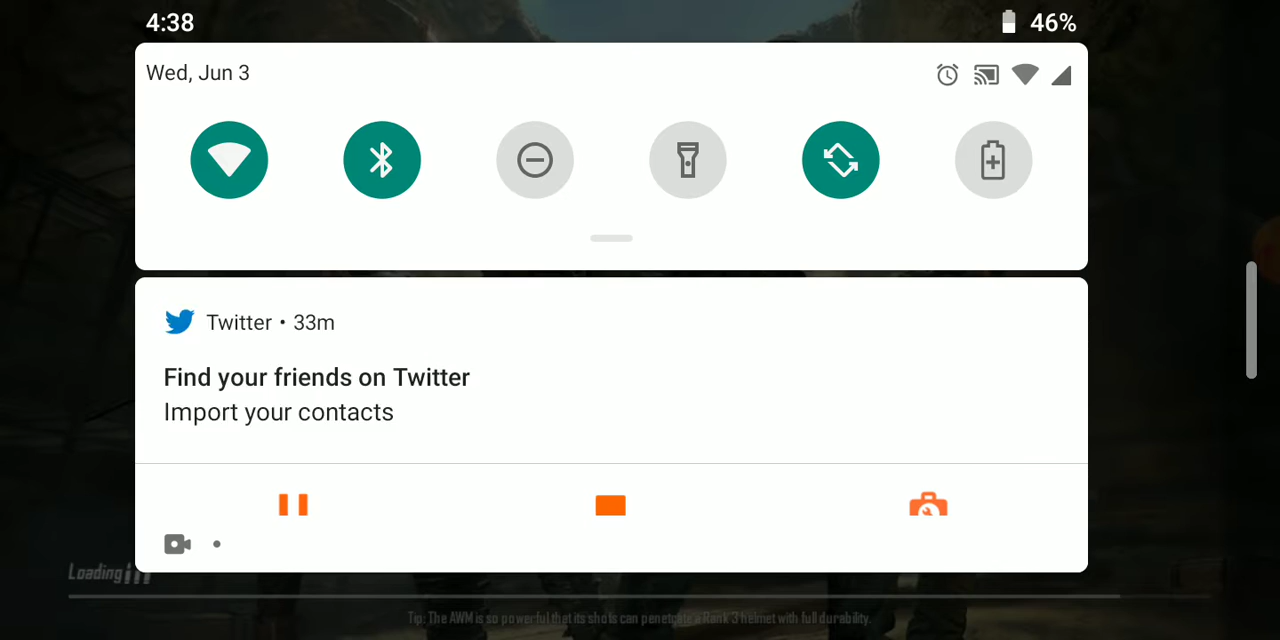 4:38
46%
Wed, Jun 3
Twitter • 33m
Find your friends on Twitter
Import your contacts
Loading
Tip: The AWM is so powerful that its shots can penetrate a Rank 3 helmet with full durability.